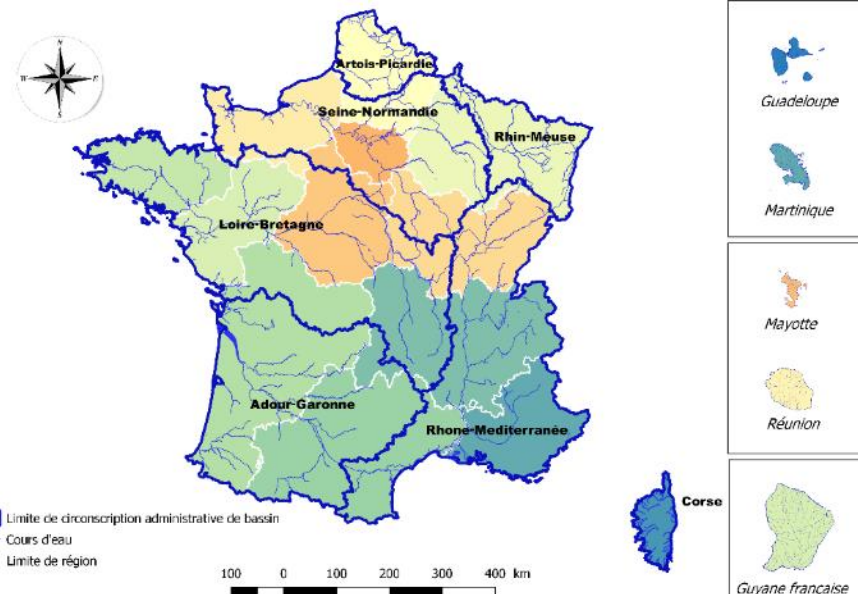 N
W
E
S
Artois-Picardie
Seine-Normandie
Rhin-Meuse
Loire-Bretagne
Adour-Garonne
Rhone-Mediterranée
Corse
Guadeloupe
Martinique
Mayotte
Réunion
Guyane française
Limite de circonscription administrative de bassin
Cours d'eau
Limite de région
100 0 100 200 300 400 km